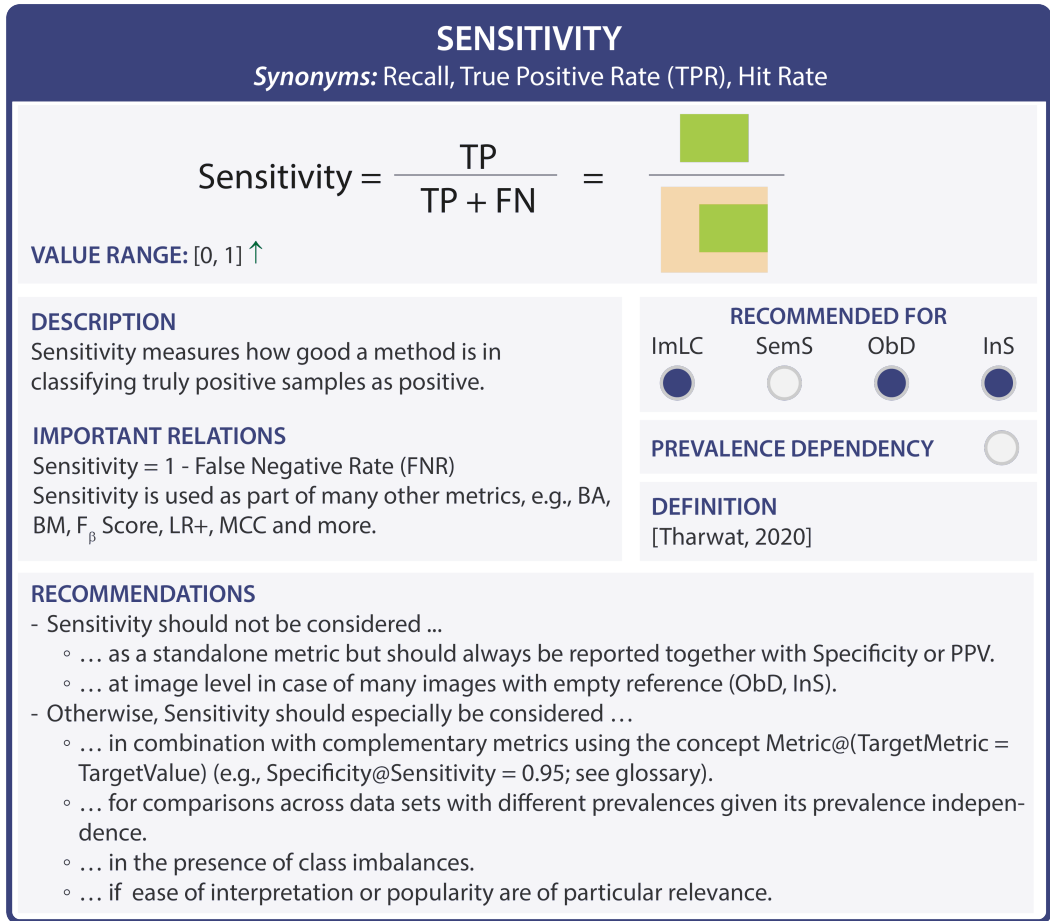 SENSITIVITY
Synonyms: Recall, True Positive Rate (TPR), Hit Rate
Sensitivity = TP / TP + FN =
VALUE RANGE: [0, 1] ↑
DESCRIPTION
Sensitivity measures how good a method is in
classifying truly positive samples as positive.
IMPORTANT RELATIONS
Sensitivity = 1 - False Negative Rate (FNR)
Sensitivity is used as part of many other metrics, e.g., BA,
BM, Fβ Score, LR+, MCC and more.
RECOMMENDED FOR
ImLC SemS ObD InS
PREVALENCE DEPENDENCY
DEFINITION
[Tharwat, 2020]
RECOMMENDATIONS
- Sensitivity should not be considered ...
◦ … as a standalone metric but should always be reported together with Specificity or PPV.
◦ … at image level in case of many images with empty reference (ObD, InS).
- Otherwise, Sensitivity should especially be considered …
◦ … in combination with complementary metrics using the concept Metric@(TargetMetric =
TargetValue) (e.g., Specificity@Sensitivity = 0.95; see glossary).
◦ … for comparisons across data sets with different prevalences given its prevalence indepen-
dence.
◦ … in the presence of class imbalances.
◦ … if ease of interpretation or popularity are of particular relevance.